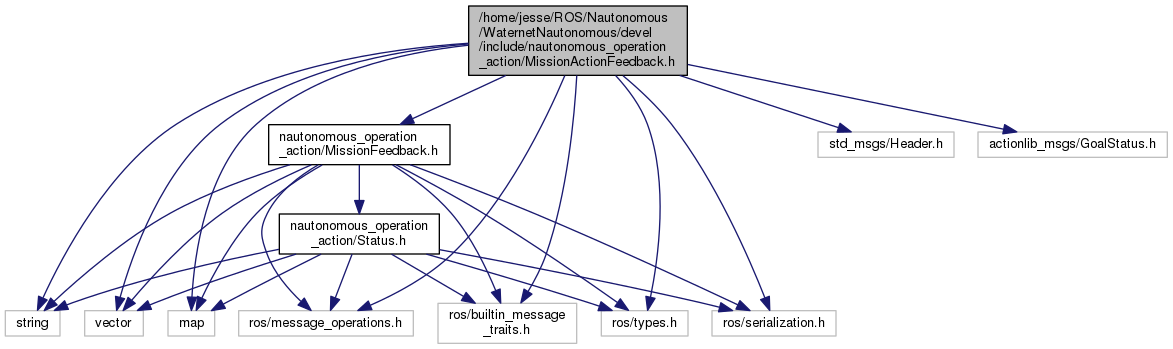 /home/jesse/ROS/Nautonomous
/WaternetNautonomous/devel
/include/nautonomous_operation
_action/MissionActionFeedback.h
nautonomous_operation
_action/MissionFeedback.h
std_msgs/Header.h
actionlib_msgs/GoalStatus.h
nautonomous_operation
_action/Status.h
string
vector
map
ros/message_operations.h
ros/builtin_message
_traits.h
ros/types.h
ros/serialization.h